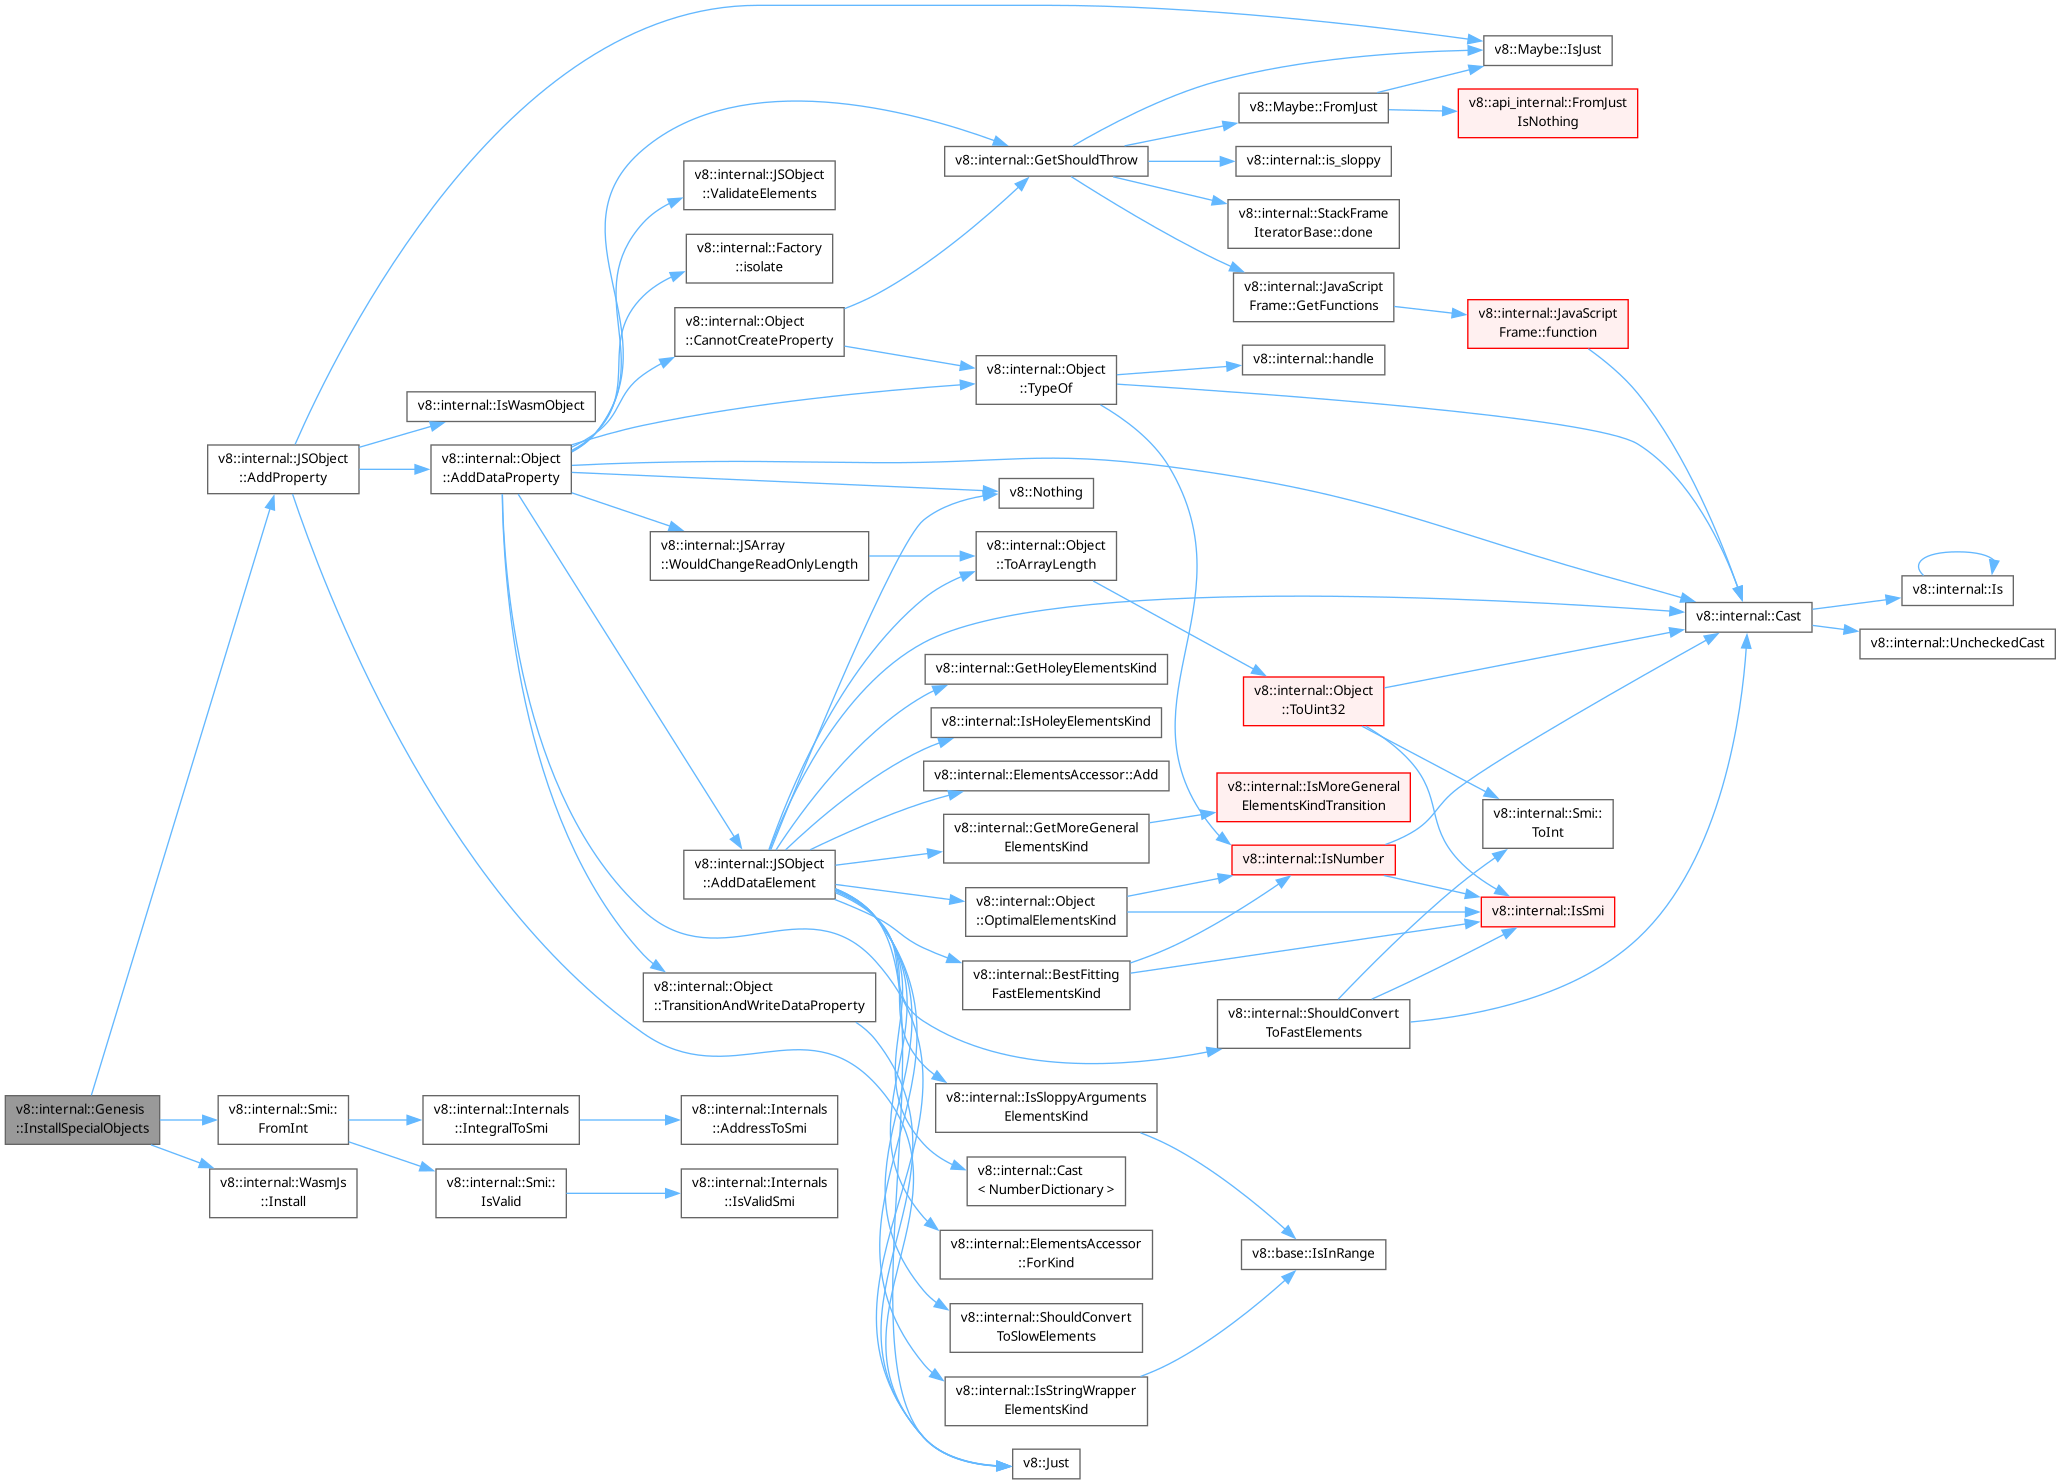 v8::internal::Genesis
::InstallSpecialObjects
v8::internal::JSObject
::AddProperty
v8::internal::Smi::
FromInt
v8::internal::WasmJs
::Install
v8::internal::IsWasmObject
v8::internal::Object
::AddDataProperty
v8::internal::Internals
::IntegralToSmi
v8::internal::Smi::
IsValid
v8::internal::JSObject
::ValidateElements
v8::internal::Factory
::isolate
v8::internal::Object
::CannotCreateProperty
v8::internal::JSArray
::WouldChangeReadOnlyLength
v8::internal::JSObject
::AddDataElement
v8::internal::Object
::TransitionAndWriteDataProperty
v8::internal::Internals
::AddressToSmi
v8::internal::Internals
::IsValidSmi
v8::internal::GetShouldThrow
v8::internal::Object
::TypeOf
v8::Nothing
v8::internal::Object
::ToArrayLength
v8::internal::GetHoleyElementsKind
v8::internal::IsHoleyElementsKind
v8::internal::ElementsAccessor::Add
v8::internal::GetMoreGeneral
ElementsKind
v8::internal::Object
::OptimalElementsKind
v8::internal::BestFitting
FastElementsKind
v8::internal::IsSloppyArguments
ElementsKind
v8::internal::Cast
< NumberDictionary >
v8::internal::ElementsAccessor
::ForKind
v8::internal::ShouldConvert
ToSlowElements
v8::internal::IsStringWrapper
ElementsKind
v8::Just
v8::Maybe::FromJust
v8::internal::is_sloppy
v8::internal::StackFrame
IteratorBase::done
v8::internal::JavaScript
Frame::GetFunctions
v8::internal::handle
v8::internal::Object
::ToUint32
v8::internal::IsMoreGeneral
ElementsKindTransition
v8::internal::IsNumber
v8::internal::ShouldConvert
ToFastElements
v8::base::IsInRange
v8::Maybe::IsJust
v8::api_internal::FromJust
IsNothing
v8::internal::JavaScript
Frame::function
v8::internal::Smi::
ToInt
v8::internal::IsSmi
v8::internal::Cast
v8::internal::Is
v8::internal::UncheckedCast